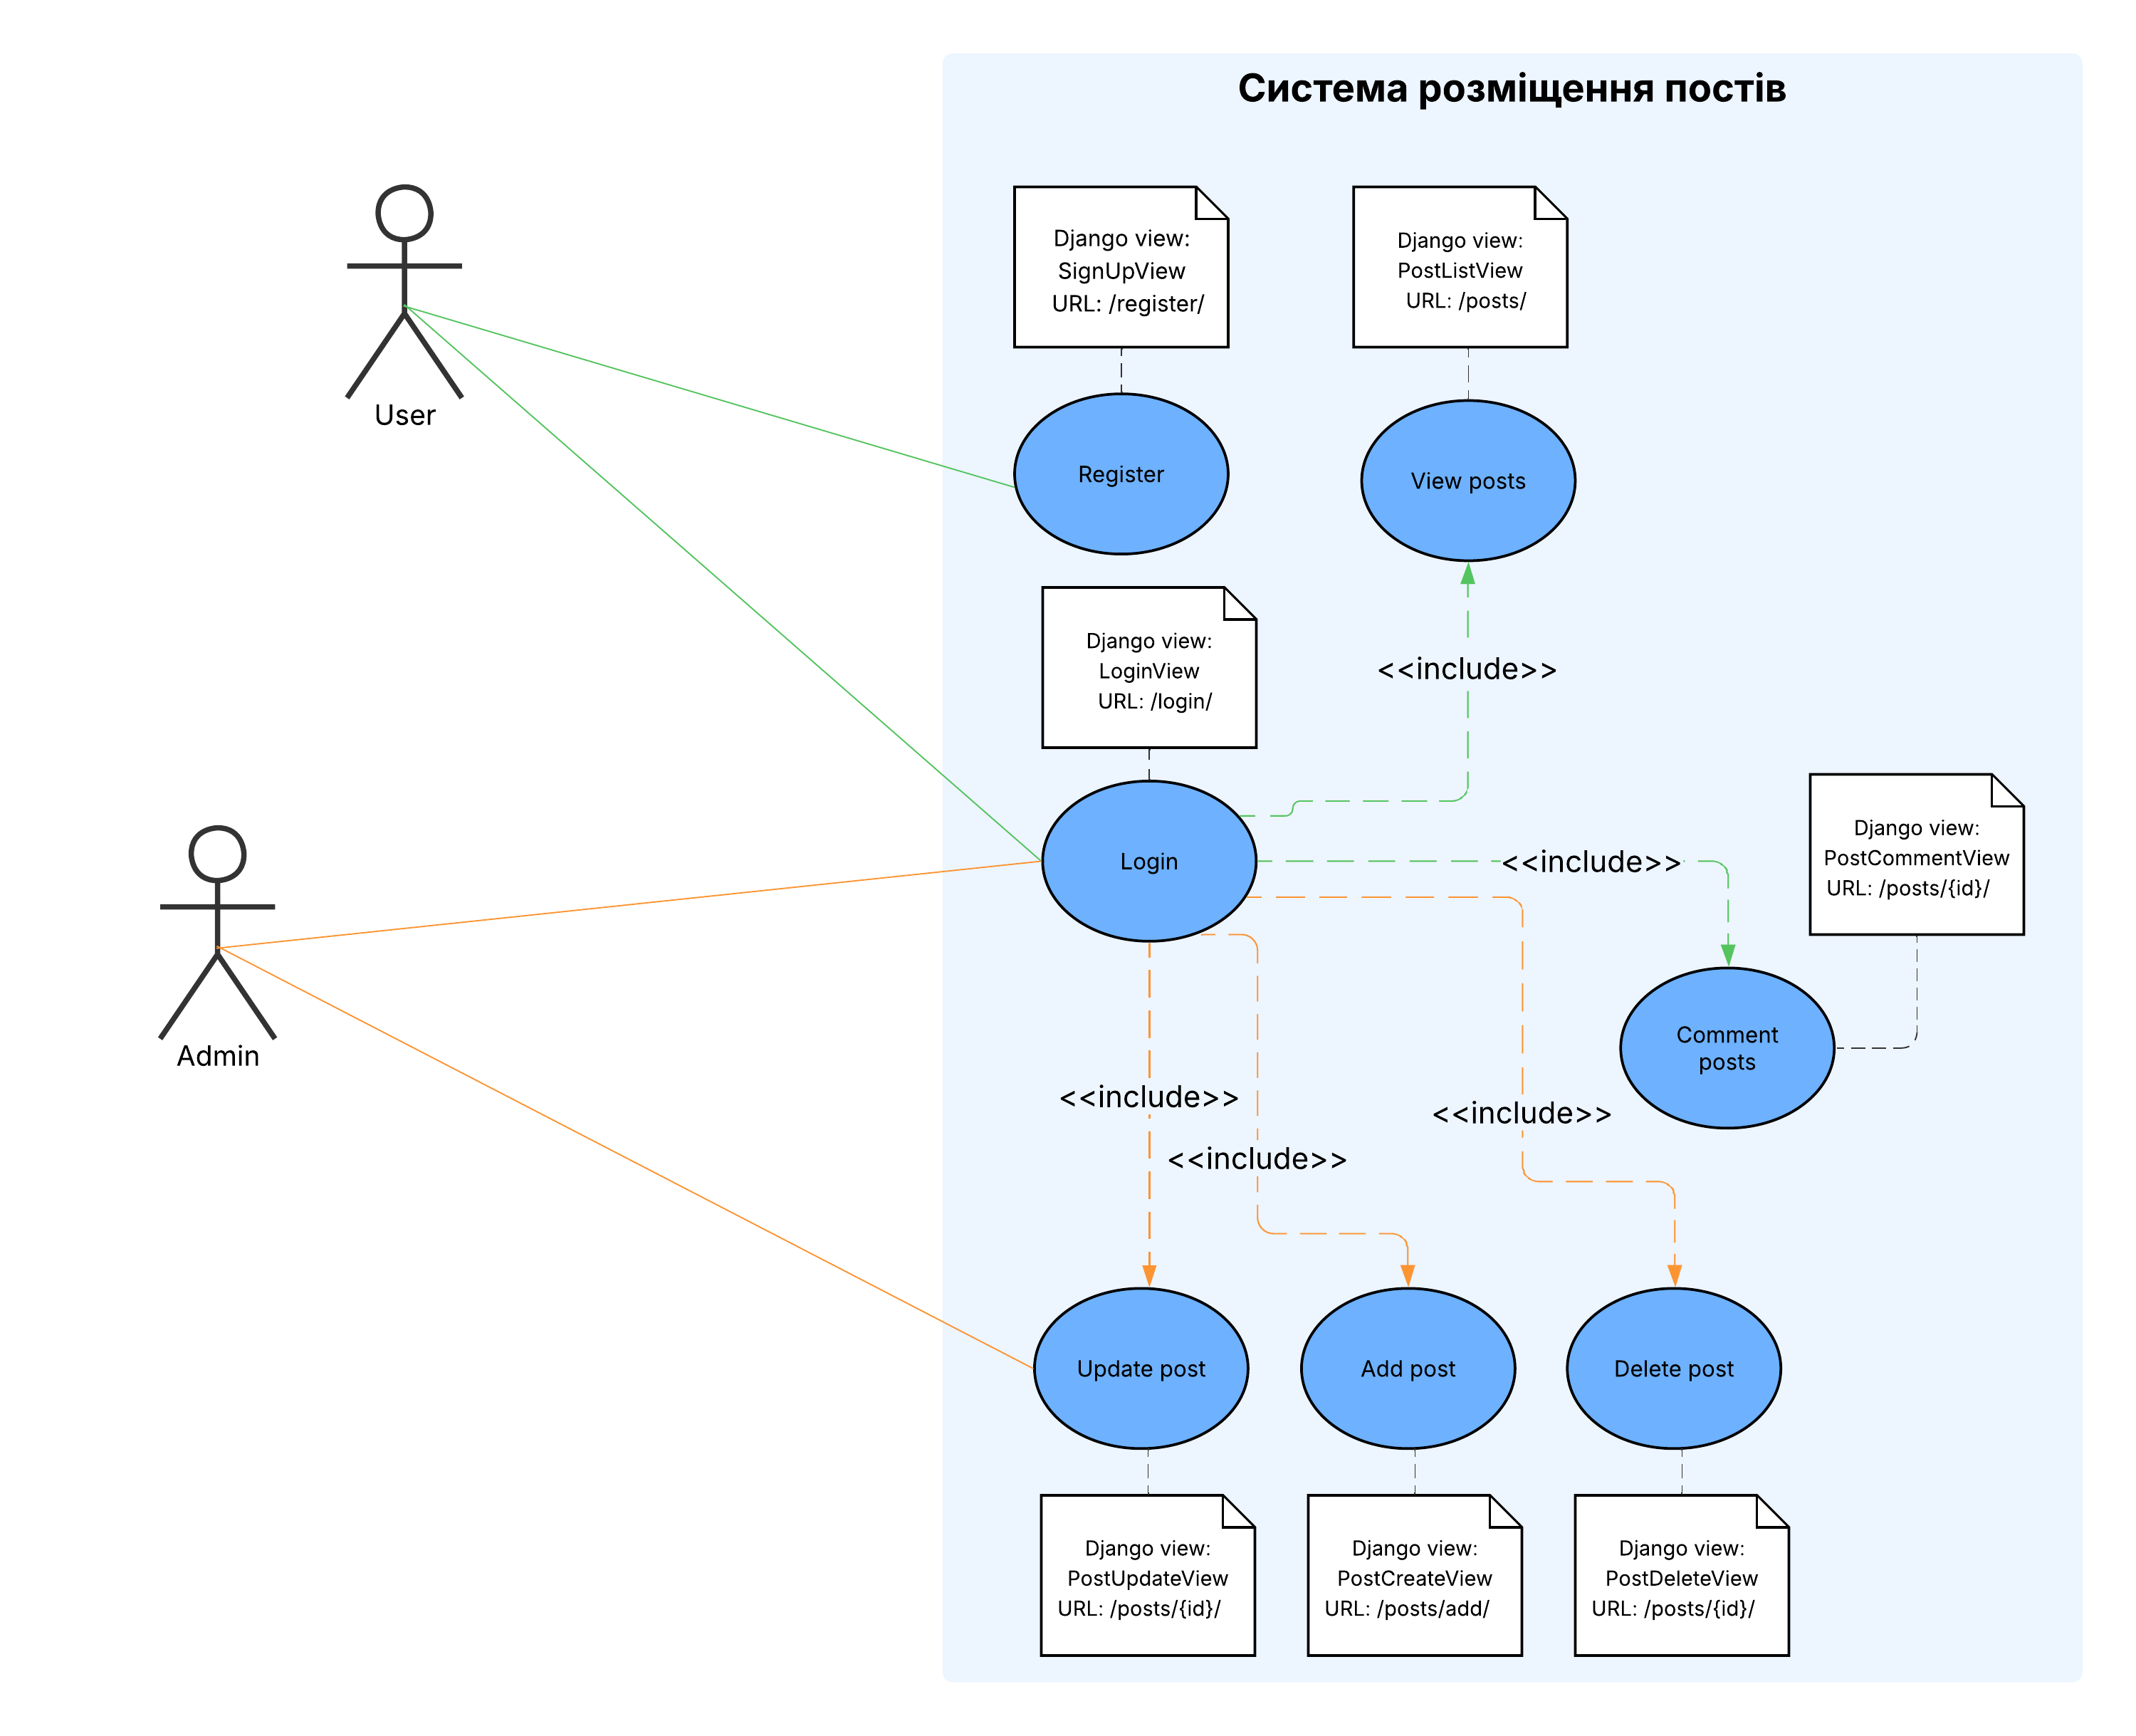 Система розміщення постів
Django view:
SignUpView
URL: /register/
Django view:
PostListView
URL: /posts/
User
Register
View posts
Django view:
LoginView
URL: /login/
<<include>>
Login
<<include>>
Django view:
PostCommentView
URL: /posts/{id}/
Admin
Comment
posts
<<include>>
<<include>>
<<include>>
Update post
Add post
Delete post
Django view:
PostUpdateView
URL: /posts/{id}/
Django view:
PostCreateView
URL: /posts/add/
Django view:
PostDeleteView
URL: /posts/{id}/